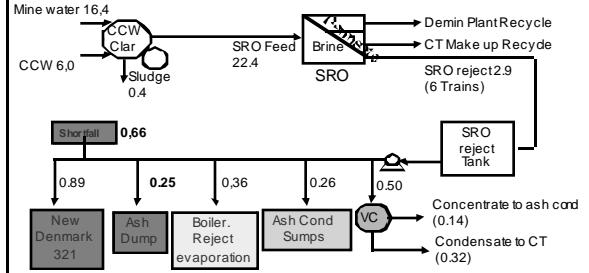 Mine water 16,4
CCW
Clar
CCW 6,0
Sludge
0.4
SRO Feed
22.4
Brine
SRO
Demin Plant Recycle
CT Make up Recycle
SRO reject 2.9
(6 Trains)
SRO
reject
Tank
Shortfall
0,66
0.89
0.25
0,36
0.26
0.50
New
Denmark
321
Ash
Dump
Boiler.
Reject
evaporation
Ash Cond
Sumps
VC
Concentrate to ash cond
(0.14)
Condensate to CT
(0.32)